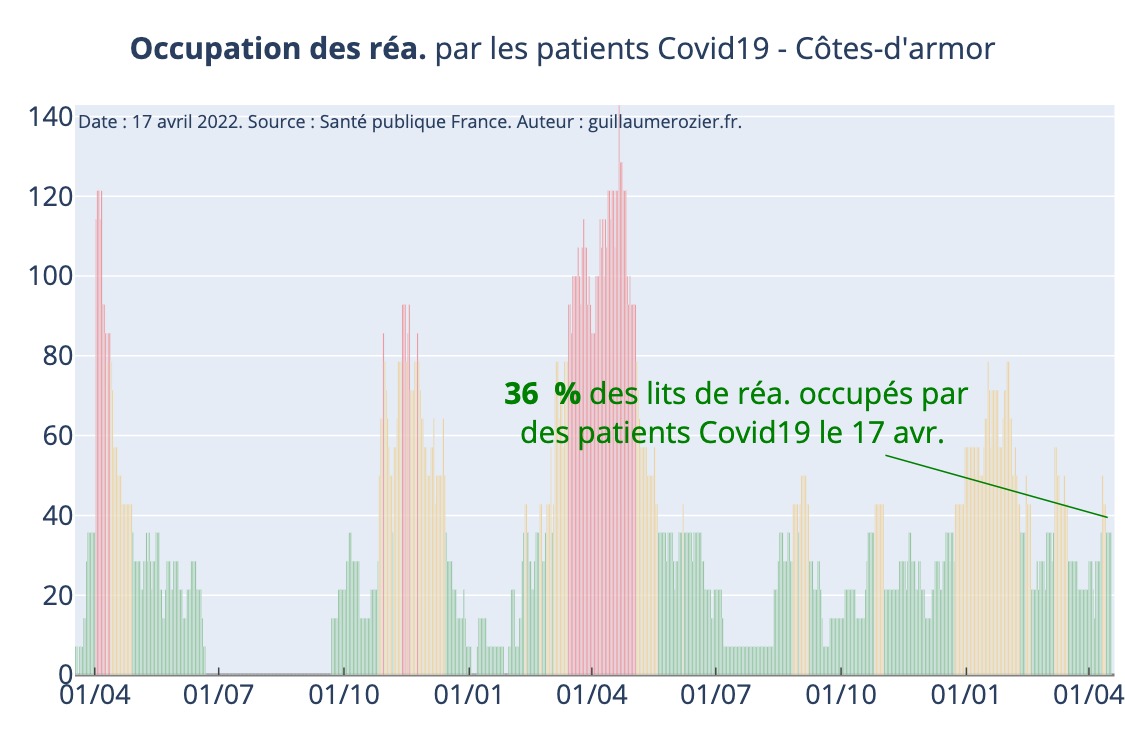 Occupation des réa. par les patients Covid19 - Côtes-d'armor
140
Date : 17 avril 2022. Source : Santé publique France. Auteur : guillaumerozier.fr.
120
100
80
36 % des lits de réa. occupés par
des patients Covid19 le 17 avr.
60
40
20
0
01/04 01/07 01/10 01/01 01/04 01/07 01/10 01/01 01/04